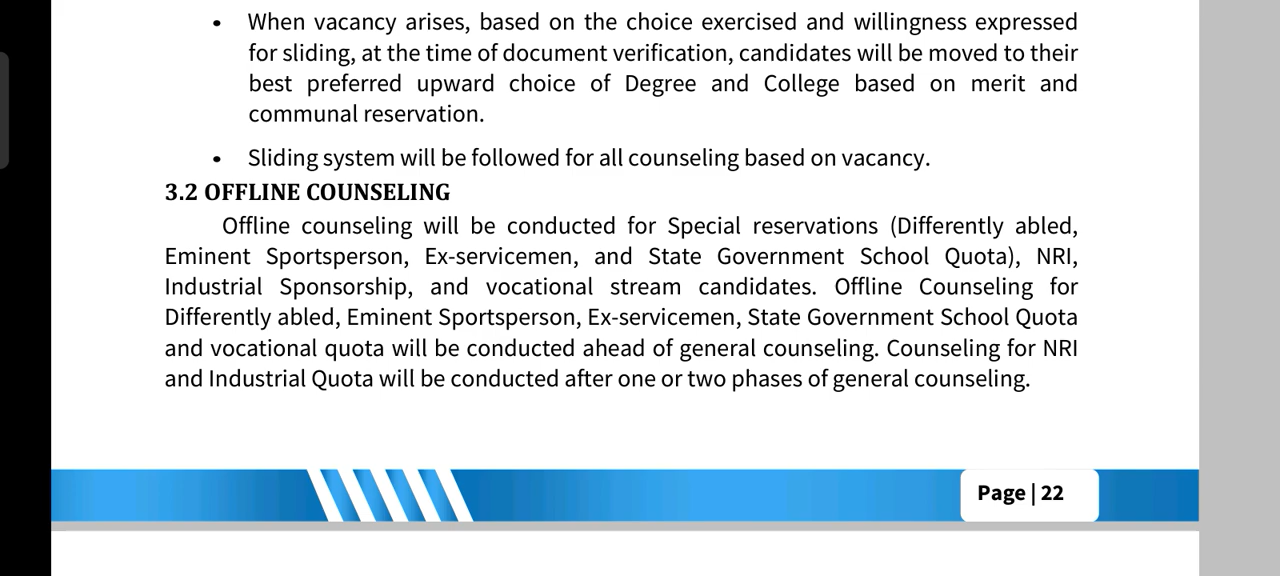 • When vacancy arises, based on the choice exercised and willingness expressed
for sliding, at the time of document verification, candidates will be moved to their
best preferred upward choice of Degree and College based on merit and
communal reservation.
• Sliding system will be followed for all counseling based on vacancy.
3.2 OFFLINE COUNSELING
Offline counseling will be conducted for Special reservations (Differently abled,
Eminent Sportsperson, Ex-servicemen, and State Government School Quota), NRI,
Industrial Sponsorship, and vocational stream candidates. Offline Counseling for
Differently abled, Eminent Sportsperson, Ex-servicemen, State Government School Quota
and vocational quota will be conducted ahead of general counseling. Counseling for NRI
and Industrial Quota will be conducted after one or two phases of general counseling.
Page | 22